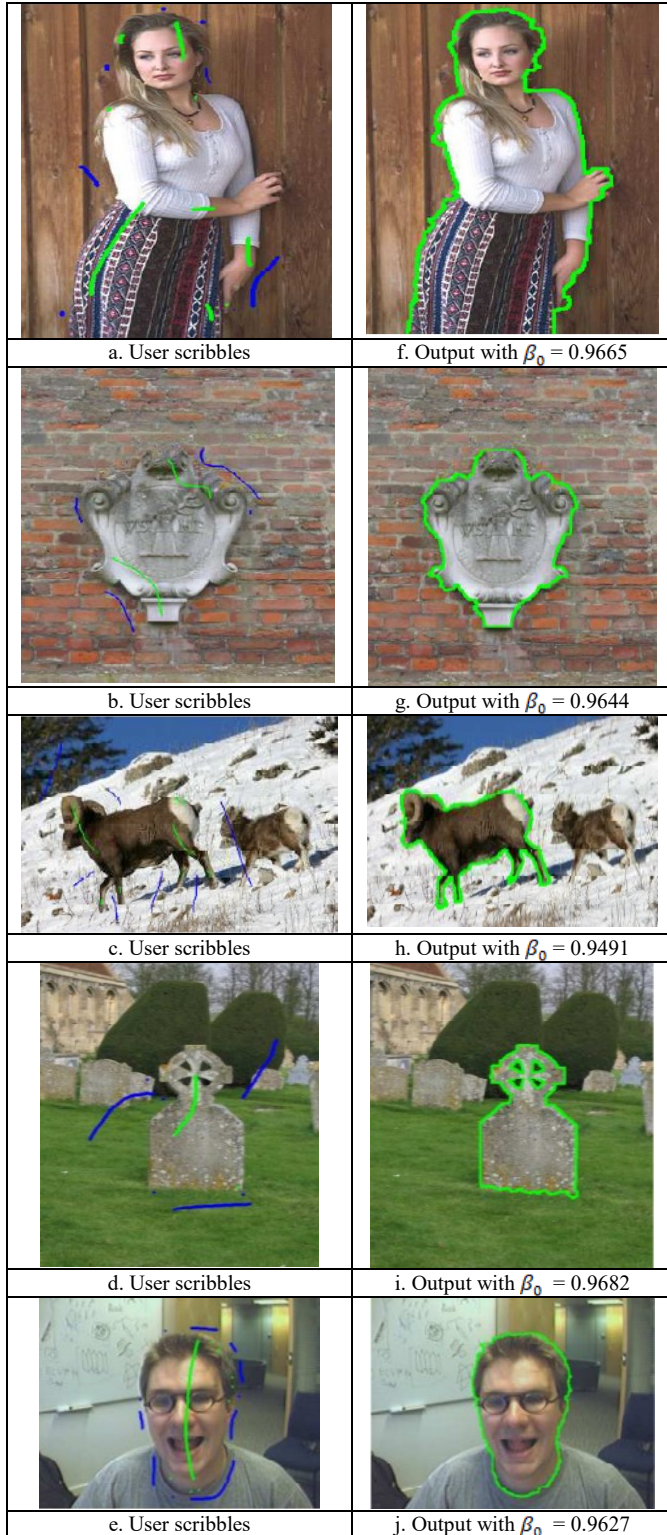 a. User scribbles
f. Output with β₀ = 0.9665
b. User scribbles
g. Output with β₀ = 0.9644
c. User scribbles
h. Output with β₀ = 0.9491
d. User scribbles
i. Output with β₀ = 0.9682
e. User scribbles
j. Output with β₀ = 0.9627